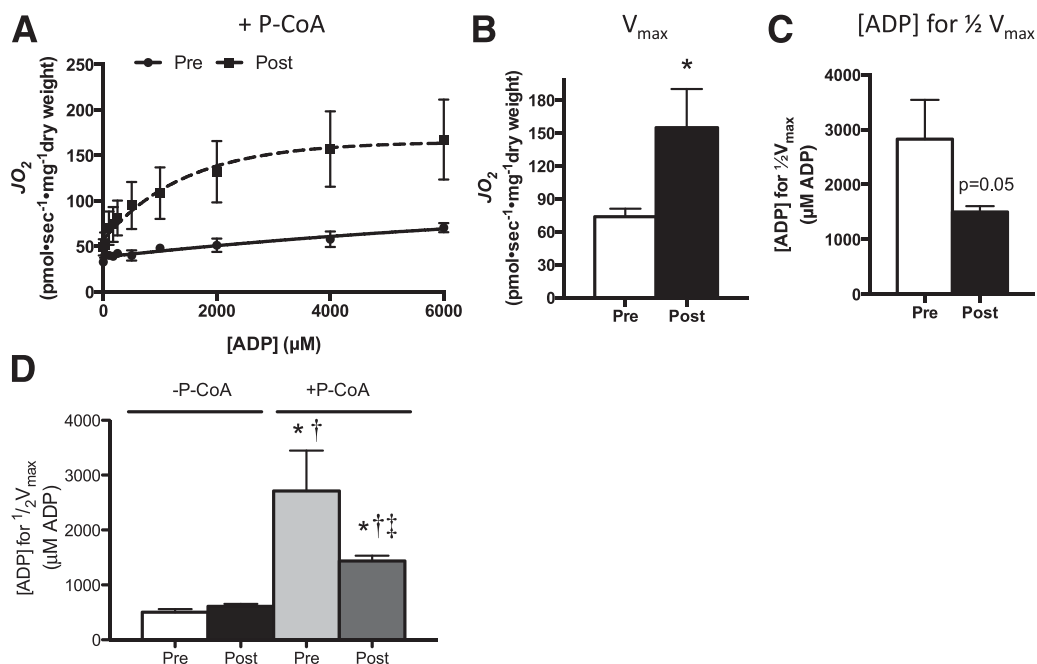 A
+ P-CoA
Pre Post
250
200
150
100
50
0
JO2
(pmol•sec-1•mg-1dry weight)
0 2000 4000 6000
[ADP] (µM)
B
Vmax
*
180
150
120
90
60
30
0
JO2
(pmol•sec-1•mg-1dry weight)
Pre Post
C
[ADP] for ½ Vmax
4000
3000
2000
1000
0
[ADP] for ½Vmax
(µM ADP)
p=0.05
Pre Post
D
-P-CoA +P-CoA
4000
3000
2000
1000
0
[ADP] for 1/2Vmax
(µM ADP)
* †
*†‡
Pre Post Pre Post